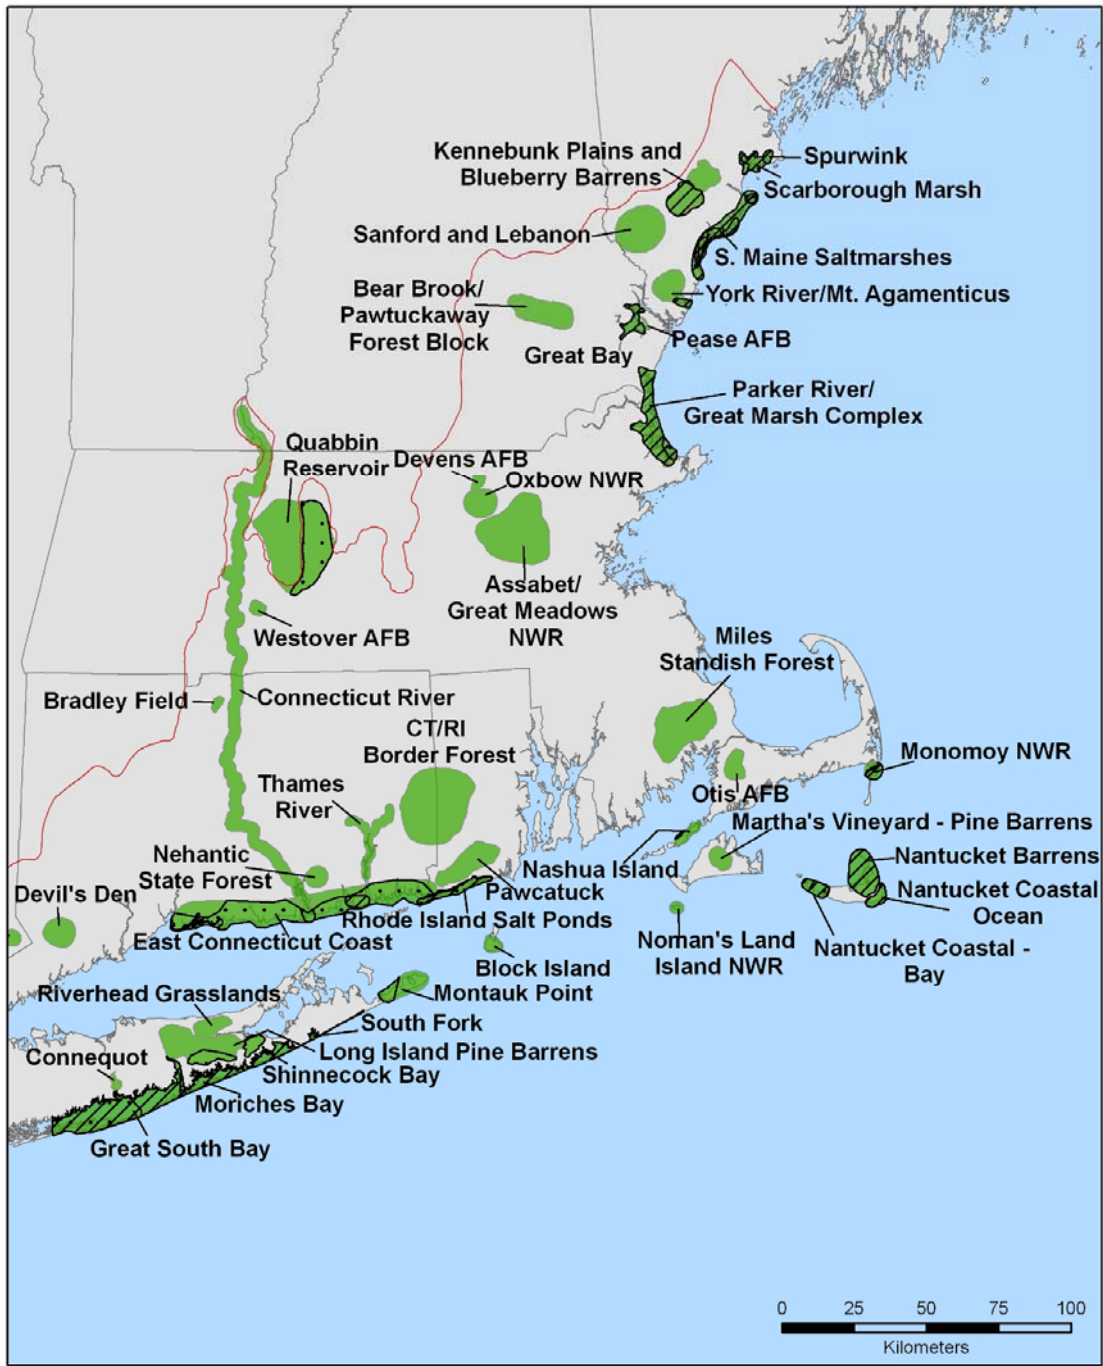 Kennebunk Plains and
Blueberry Barrens
Spurwink
Scarborough Marsh
Sanford and Lebanon
S. Maine Saltmarshes
Bear Brook/
Pawtuckaway
Forest Block
York River/Mt. Agamenticus
Great Bay
Pease AFB
Parker River/
Great Marsh Complex
Quabbin
Reservoir
Devens AFB
Oxbow NWR
Assabet/
Great Meadows
NWR
Westover AFB
Miles
Standish Forest
Bradley Field
Connecticut River
CT/RI
Border Forest
Monomoy NWR
Thames
River
Otis AFB
Martha's Vineyard - Pine Barrens
Nehantic
State Forest
Nashua Island
Nantucket Barrens
Devil's Den
Pawcatuck
Nantucket Coastal
Ocean
Rhode Island Salt Ponds
East Connecticut Coast
Noman's Land
Island NWR
Nantucket Coastal -
Bay
Block Island
Riverhead Grasslands
Montauk Point
South Fork
Connequot
Long Island Pine Barrens
Shinnecock Bay
Moriches Bay
Great South Bay
0 25 50 75 100
Kilometers